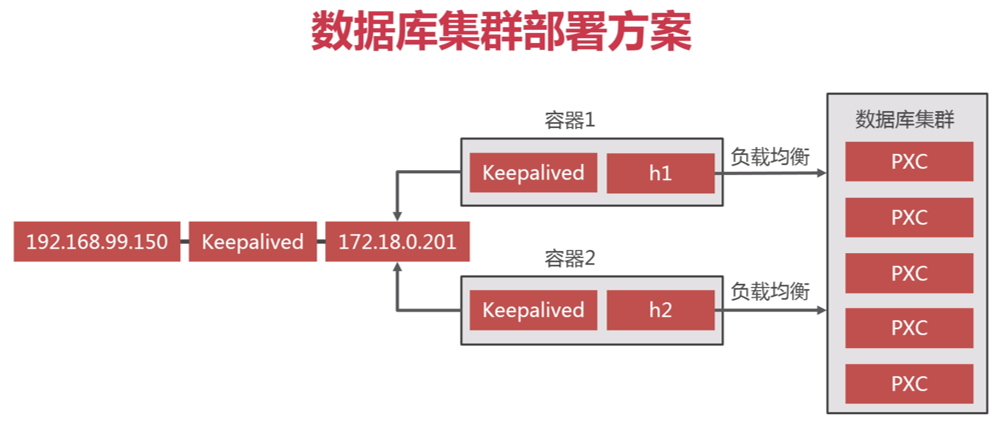 数据库集群部署方案
容器1
Keepalived
h1
负载均衡
192.168.99.150
Keepalived
172.18.0.201
容器2
Keepalived
h2
负载均衡
数据库集群
PXC
PXC
PXC
PXC
PXC